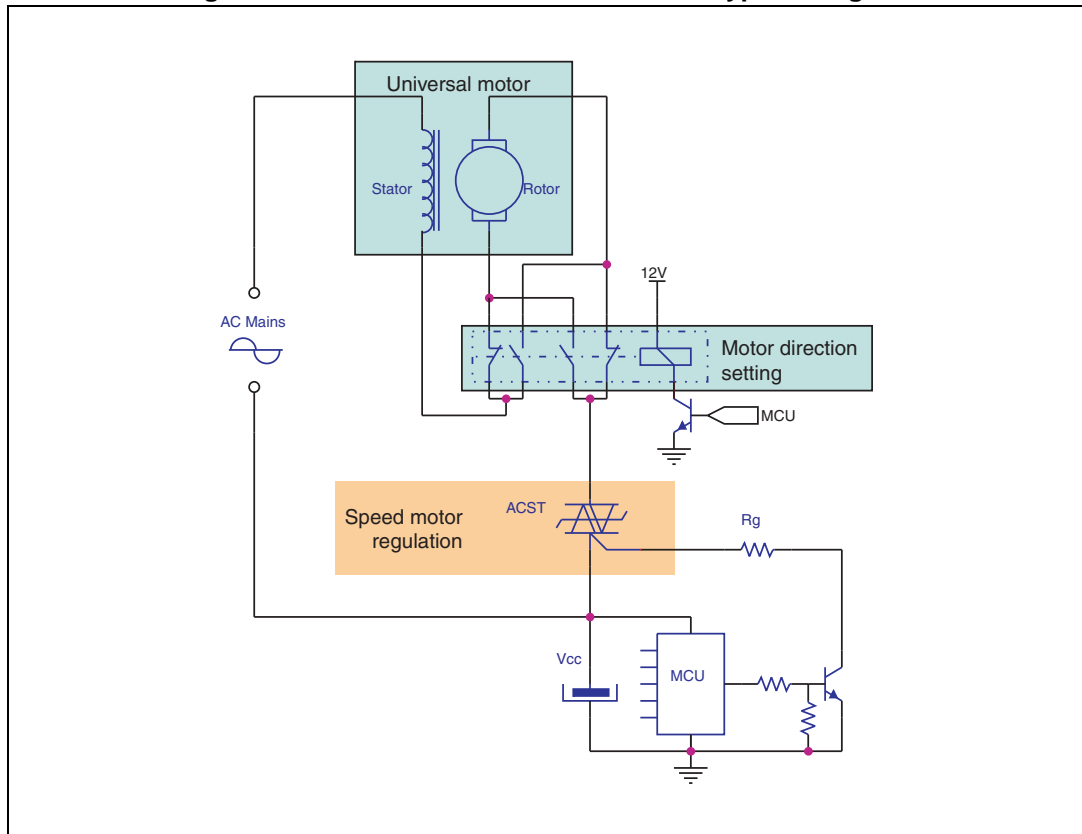 Universal motor
Stator
Rotor
12V
AC Mains
Motor direction
setting
MCU
ACST
Speed motor
regulation
Rg
Vcc
MCU